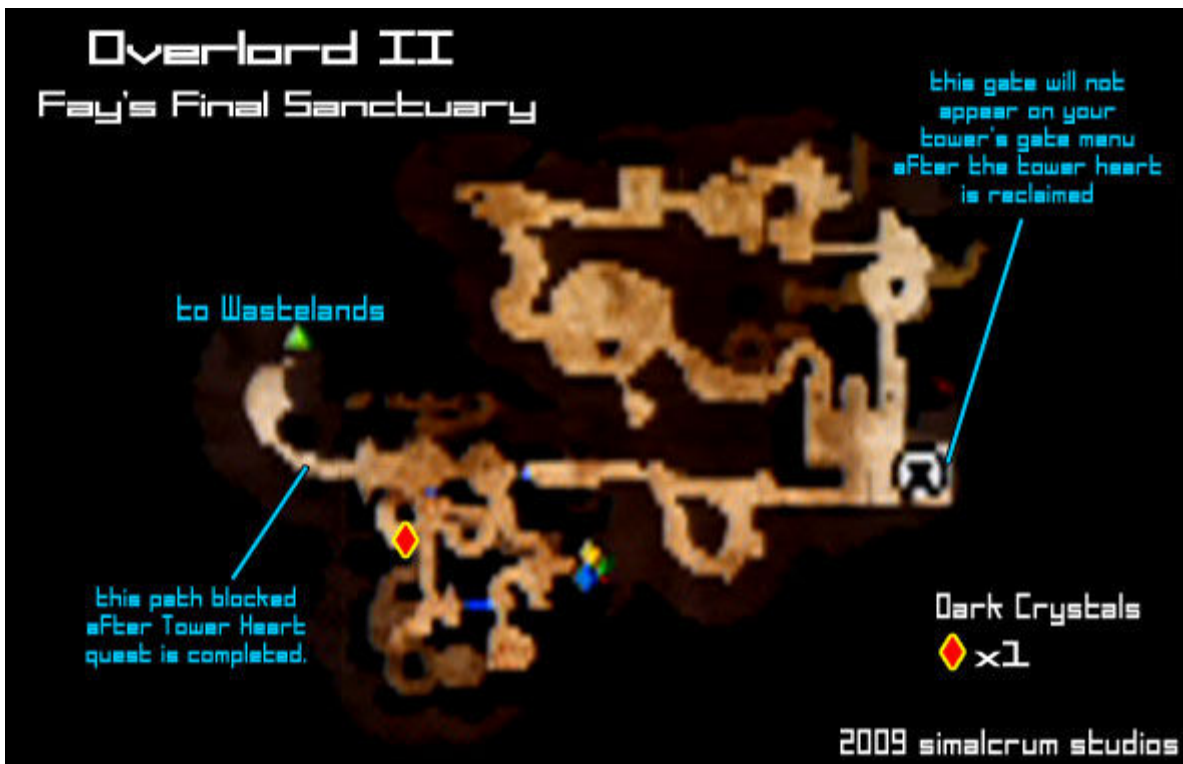 Overlord II
Fay's Final Sanctuary
this gate will not
appear on your
tower's gate menu
after the tower heart
is reclaimed
to Wastelands
this path blocked
after Tower Heart
quest is completed.
Dark Crystals
x1
2009 simalcrum studios